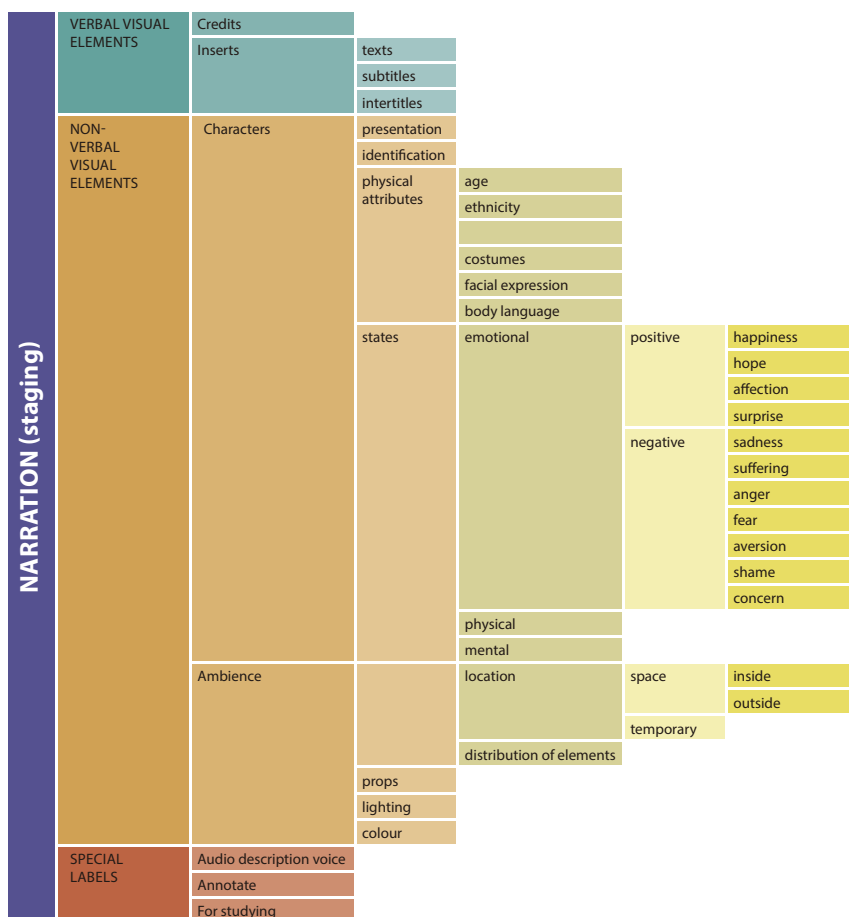 NARRATION (staging)
VERBAL VISUAL
ELEMENTS
Credits
Inserts
texts
subtitles
intertitles
NON-
VERBAL
VISUAL
ELEMENTS
Characters
presentation
identification
physical
attributes
age
ethnicity
costumes
facial expression
body language
states
emotional
positive
happiness
hope
affection
surprise
negative
sadness
suffering
anger
fear
aversion
shame
concern
physical
mental
Ambience
location
space
inside
outside
temporary
distribution of elements
props
lighting
colour
SPECIAL
LABELS
Audio description voice
Annotate
For studying